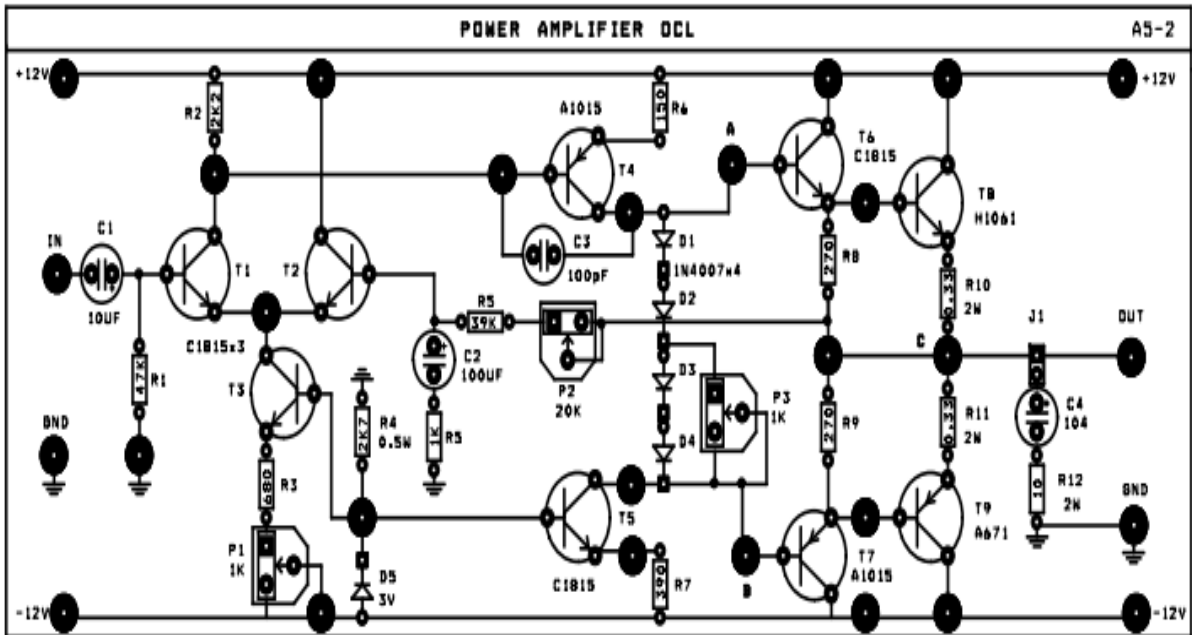 POWER AMPLIFIER OCL
A5-2
+12V
+12V
R2
2K2
A1015
150
R6
A
T6
C1815
T4
T8
H1061
C1
IN
T1
T2
C3
100pF
D1
1N4007x4
R8
270
R10
0.33
2W
10UF
D2
R5
39K
J1
OUT
C
C1815x3
C2
100UF
P2
20K
47K
R1
T3
D3
P3
1K
R4
0.5W
2K7
1K
R5
D4
R9
270
R11
0.33
2W
C4
104
GND
R3
680
R12
2W
10
GND
T5
T9
A671
P1
1K
D5
3V
C1815
390
R7
B
T7
A1015
-12V
-12V